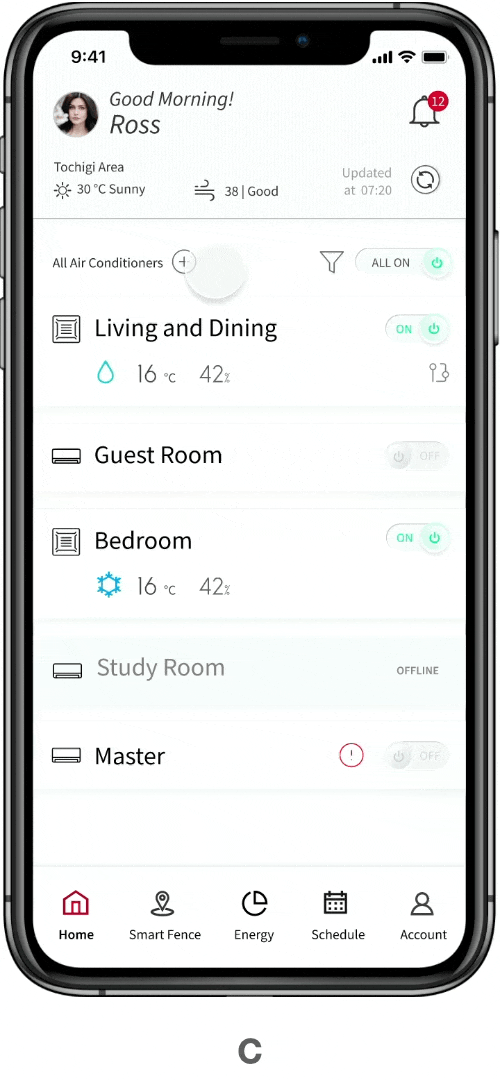 9:41
Good Morning!
Ross
12
Tochigi Area
30 °C Sunny
38 | Good
Updated
at 07:20
All Air Conditioners
ALL ON
Living and Dining
ON
16 °C 42%
Guest Room
OFF
Bedroom
ON
16 °C 42%
Study Room
OFFLINE
Master
!
OFF
Home
Smart Fence
Energy
Schedule
Account
C